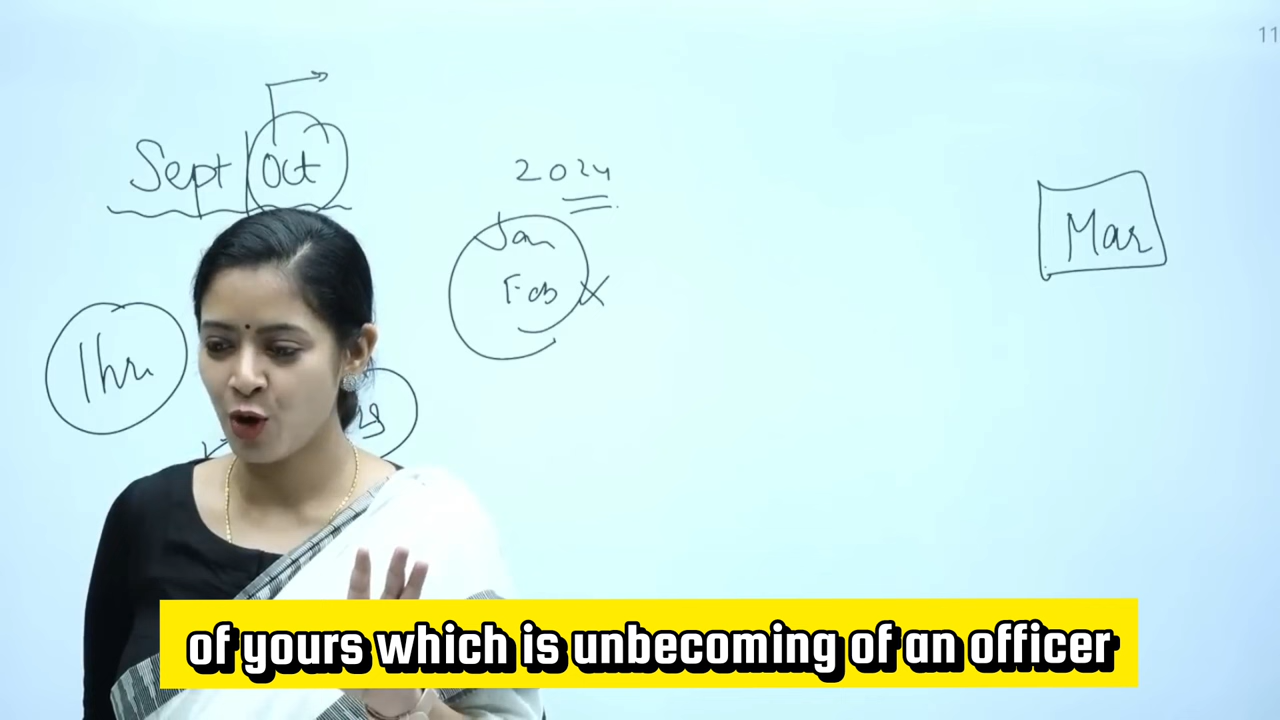 11
Sept | Oct
2024
Jan
Feb X
Mar
1hr
of yours which is unbecoming of an officer